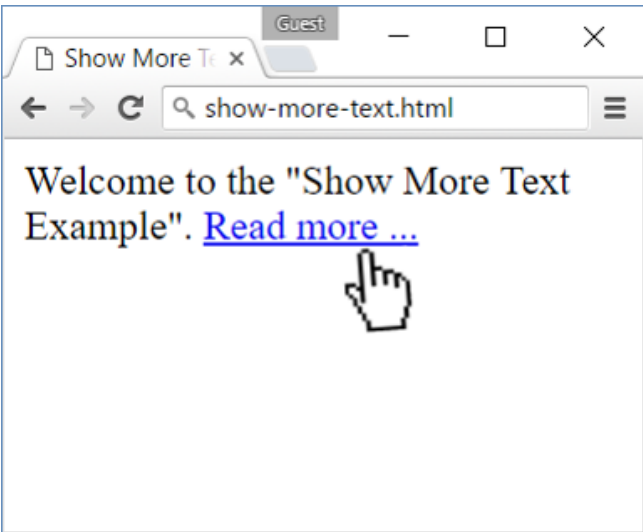 Guest
Show More Te
show-more-text.html
Welcome to the "Show More Text
Example". Read more ...